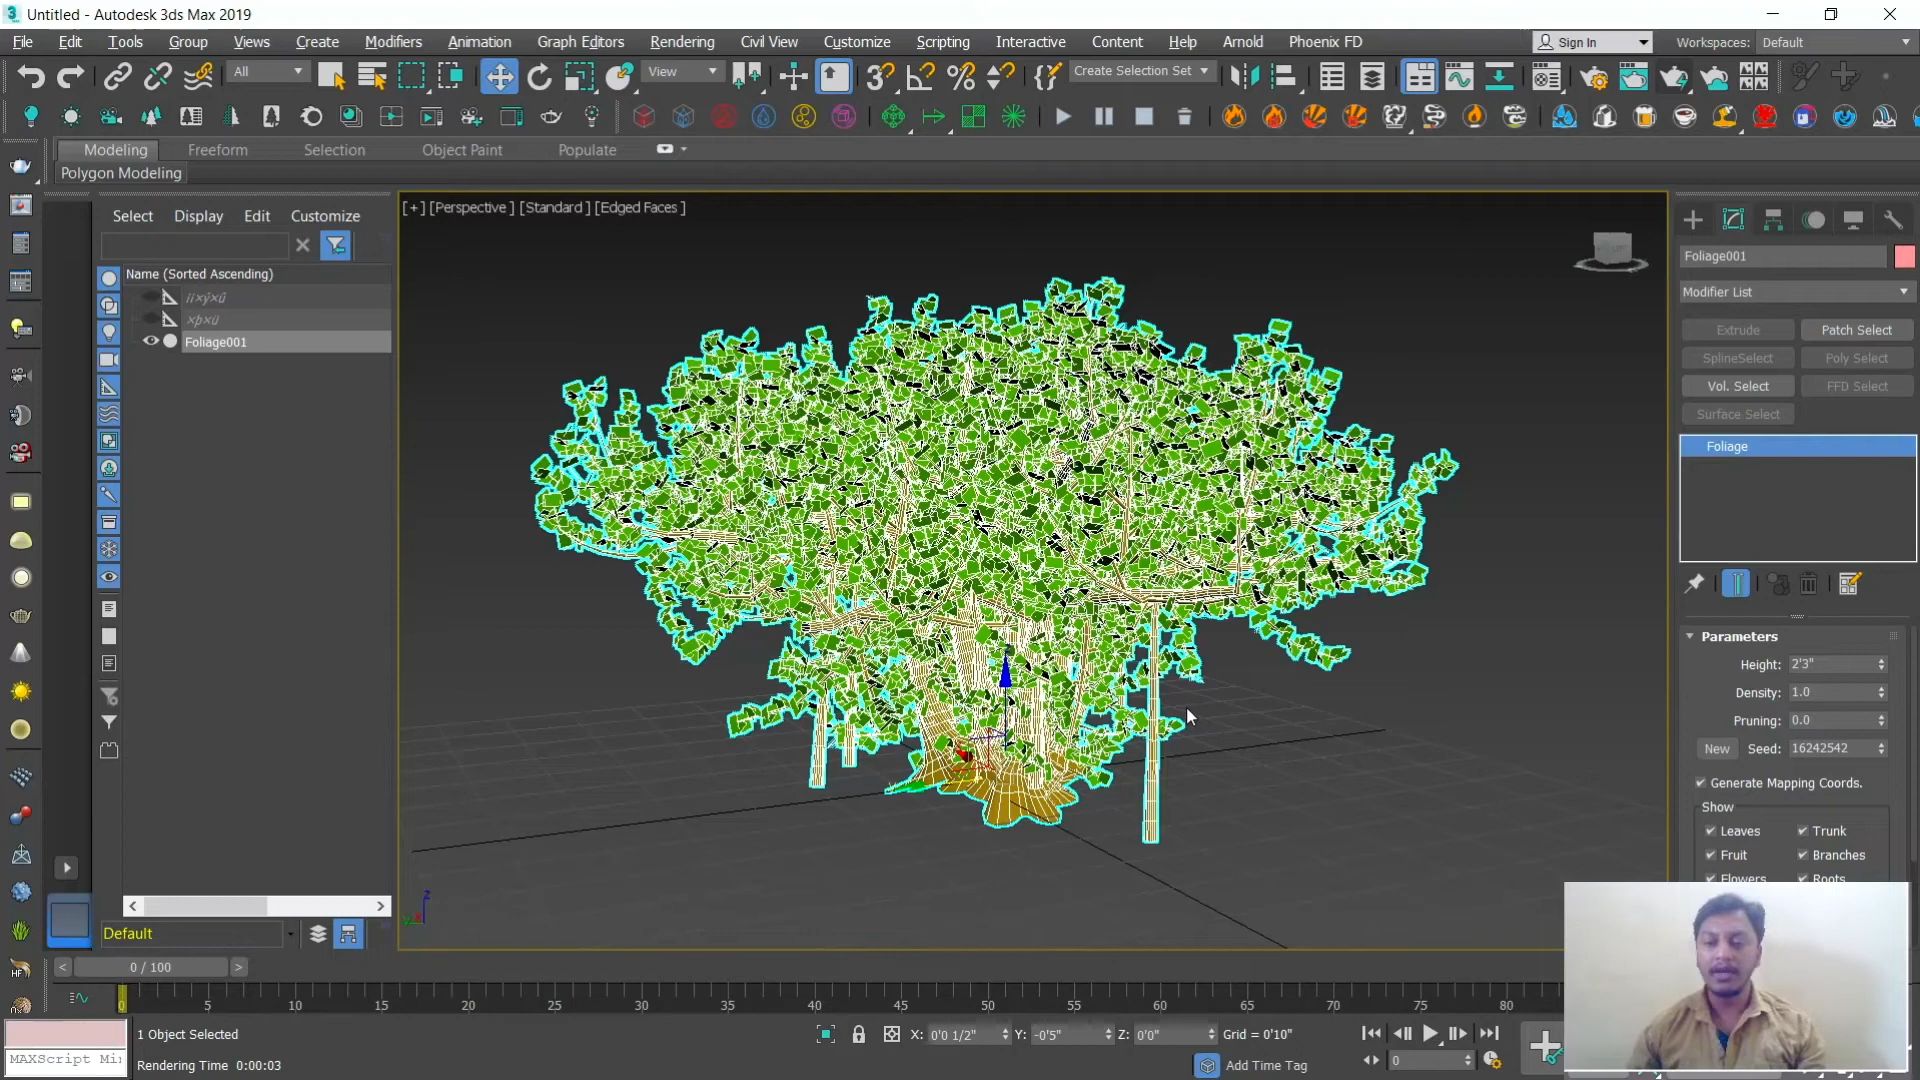 Untitled - Autodesk 3ds Max 2019
File Edit Tools Group Views Create Modifiers Animation Graph Editors Rendering Civil View Customize Scripting Interactive Content Help Arnold Phoenix FD Sign In Workspaces: Default
All View Create Selection Set
Modeling Freeform Selection Object Paint Populate
Polygon Modeling
Select Display Edit Customize
[+] [Perspective ] [Standard ] [Edged Faces ]
Name (Sorted Ascending)
Foliage001
Foliage001
Modifier List
Extrude Patch Select
SplineSelect Poly Select
Vol. Select FFD Select
Surface Select
Foliage
Parameters
Height: 2'3"
Density: 1.0
Pruning: 0.0
New Seed: 16242542
Generate Mapping Coords.
Show
Leaves Trunk
Fruit Branches
Flowers Roots
Default
0 / 100
0 5 10 15 20 25 30 35 40 45 50 55 60 65 70 75 80
1 Object Selected X: 0'0 1/2" Y: -0'5" Z: 0'0" Grid = 0'10"
MAXScript Mi Rendering Time 0:00:03 Add Time Tag 0